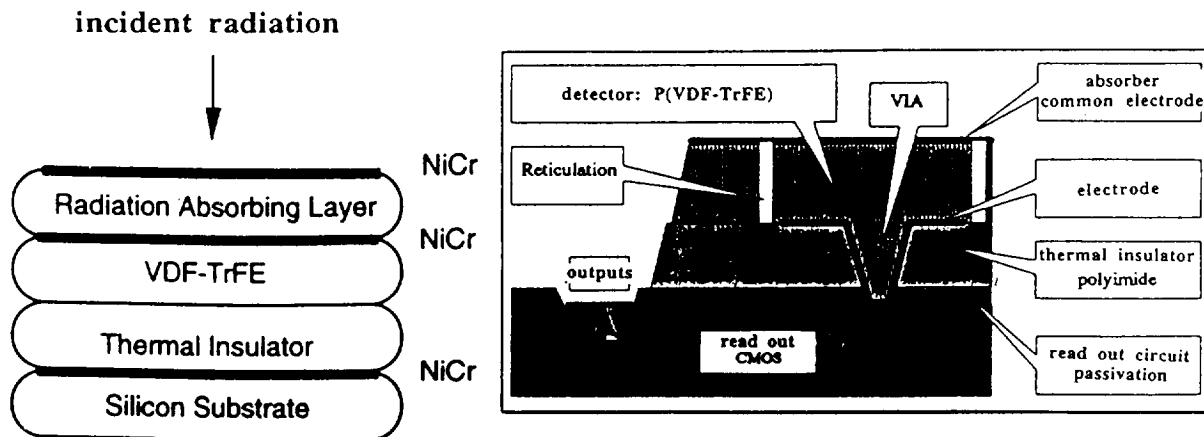 incident radiation
NiCr
Radiation Absorbing Layer
NiCr
VDF-TrFE
Thermal Insulator
NiCr
Silicon Substrate
detector: P(VDF-TrFE)
VIA
absorber
common electrode
Reticulation
electrode
outputs
thermal insulator
polyimide
read out
CMOS
read out circuit
passivation